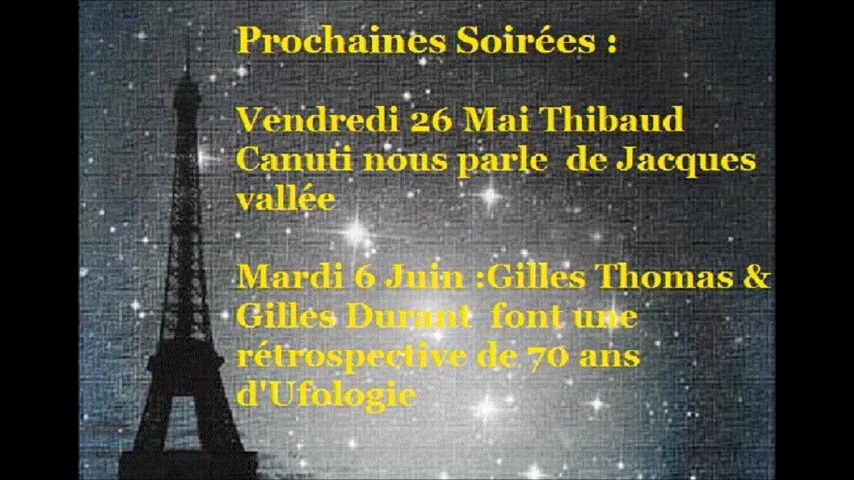 Prochaines Soirées :
Vendredi 26 Mai Thibaud
Canuti nous parle de Jacques
vallée
Mardi 6 Juin :Gilles Thomas &
Gilles Durant font une
rétrospective de 70 ans
d'Ufologie